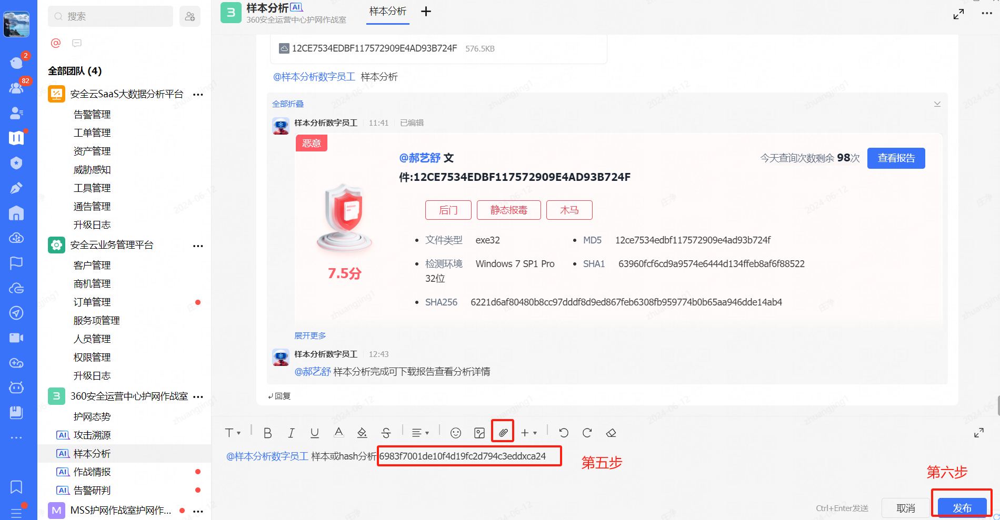 搜索
2
82
全部团队 (4)
安全云SaaS大数据分析平台
告警管理
工单管理
资产管理
威胁感知
工具管理
通告管理
升级日志
安全云业务管理平台
客户管理
商机管理
订单管理
服务项管理
人员管理
权限管理
升级日志
3 360安全运营中心护网作战室
护网态势
AI 攻击溯源
AI 样本分析
AI 作战情报
AI 告警研判
M MSS护网作战室护网作...
3 样本分析 AI
360安全运营中心护网作战室
样本分析
12CE7534EDBF117572909E4AD93B724F 576.5KB
@样本分析数字员工 样本分析
全部折叠
样本分析数字员工 11:41 已编辑
恶意
@郝艺舒 文
件:12CE7534EDBF117572909E4AD93B724F
今天查询次数剩余 98次 查看报告
后门 静态报毒 木马
7.5分
• 文件类型 exe32 • MD5 12ce7534edbf117572909e4ad93b724f
• 检测环境 Windows 7 SP1 Pro • SHA1 63960fcf6cd9a9574e6444d134ffeb8af6f88522
32位
• SHA256 6221d6af80480b8cc97dddf8d9ed867feb6308fb959774b0b65aa946dde14ab4
展开更多
样本分析数字员工 12:43
@郝艺舒 样本分析完成可下载报告查看分析详情
回复
T B I U A S
@样本分析数字员工 样本或hash分析 6983f7001de10f4d19fc2d794c3eddxca24
第五步
第六步
Ctrl+Enter发送 取消 发布
zhuangjing1
2024-06-12
庄净